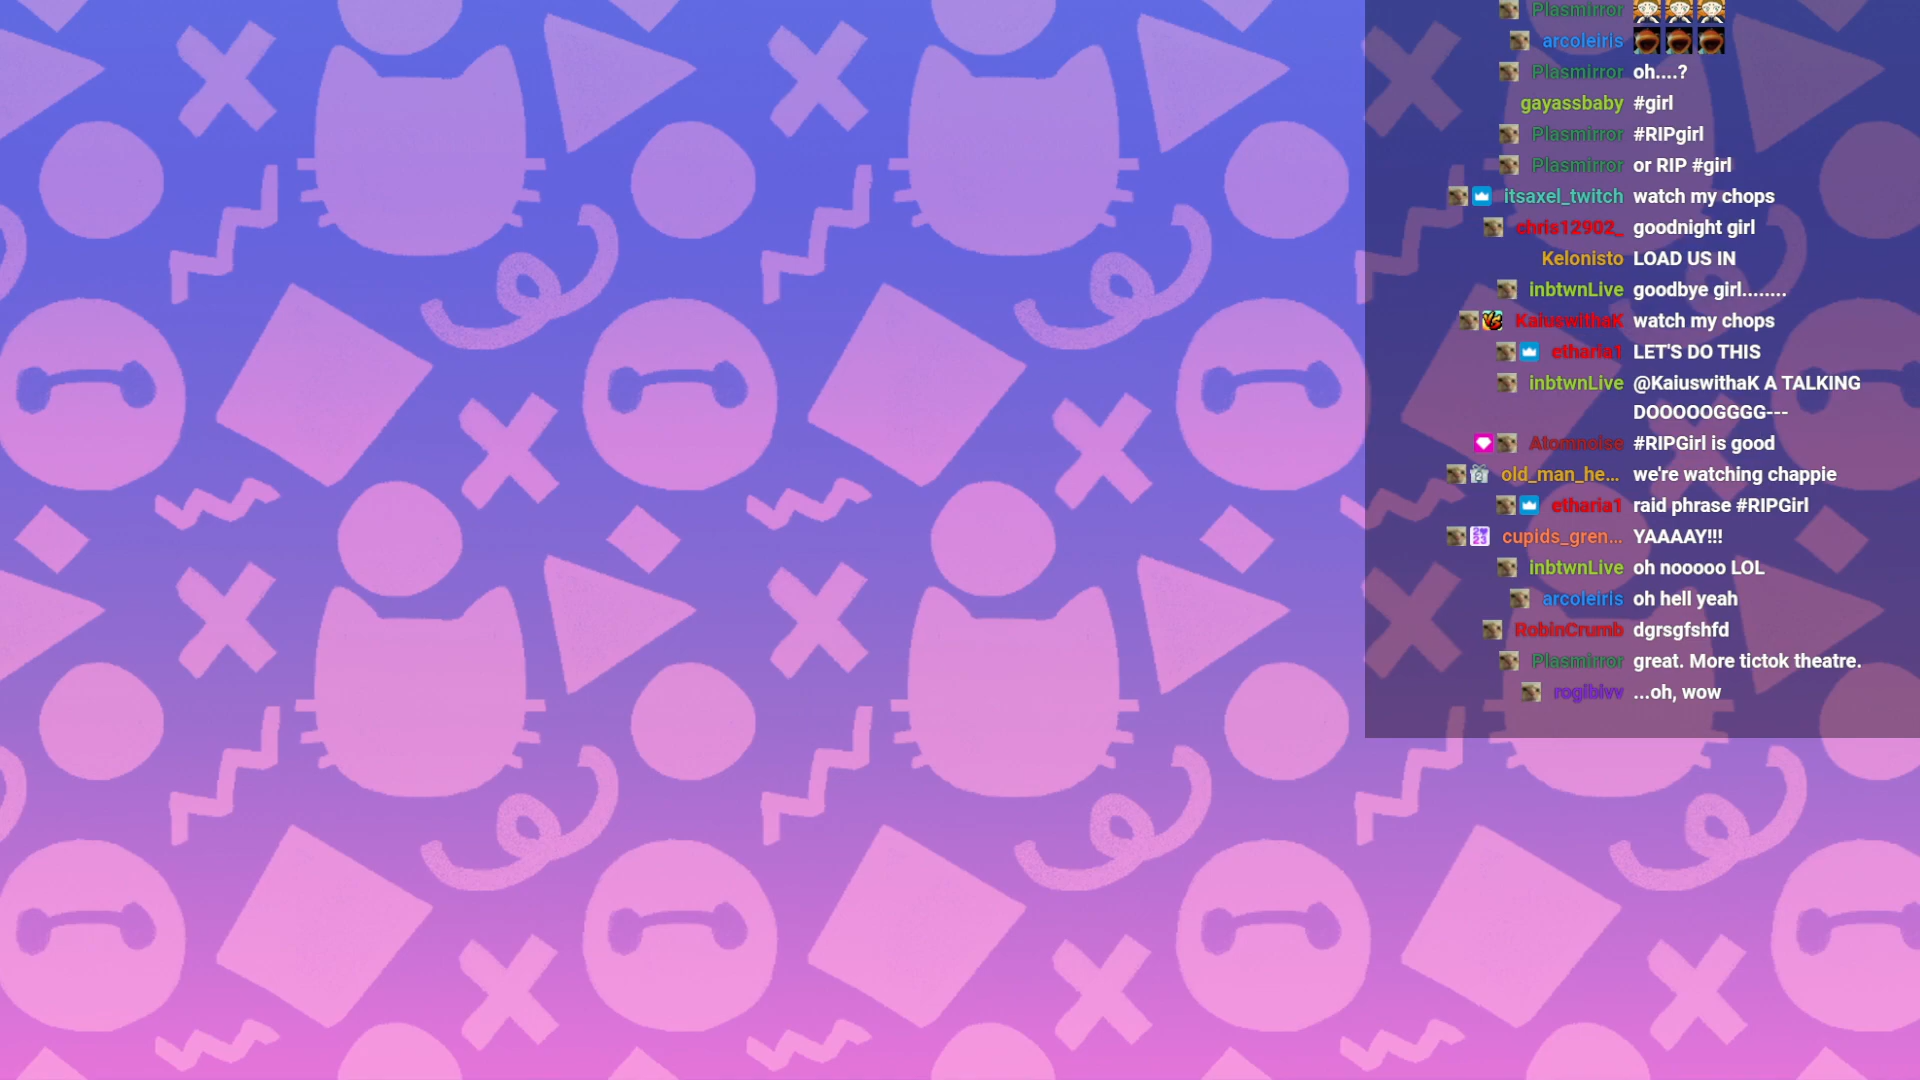 Plasmirror
arcoleiris
Plasmirror oh....?
gayassbaby #girl
Plasmirror #RIPgirl
Plasmirror or RIP #girl
itsaxel_twitch watch my chops
chris12902_ goodnight girl
Kelonisto LOAD US IN
inbtwnLive goodbye girl........
KaiuswithaK watch my chops
etharia1 LET'S DO THIS
inbtwnLive @KaiuswithaK A TALKING
DOOOOOGGGG---
Alomnoise #RIPGirl is good
old_man_he... we're watching chappie
etharia1 raid phrase #RIPGirl
cupids_gren... YAAAAY!!!
inbtwnLive oh nooooo LOL
arcoleiris oh hell yeah
RobinCrumb dgrsgfshfd
Plasmirror great. More tictok theatre.
rogibivv ...oh, wow